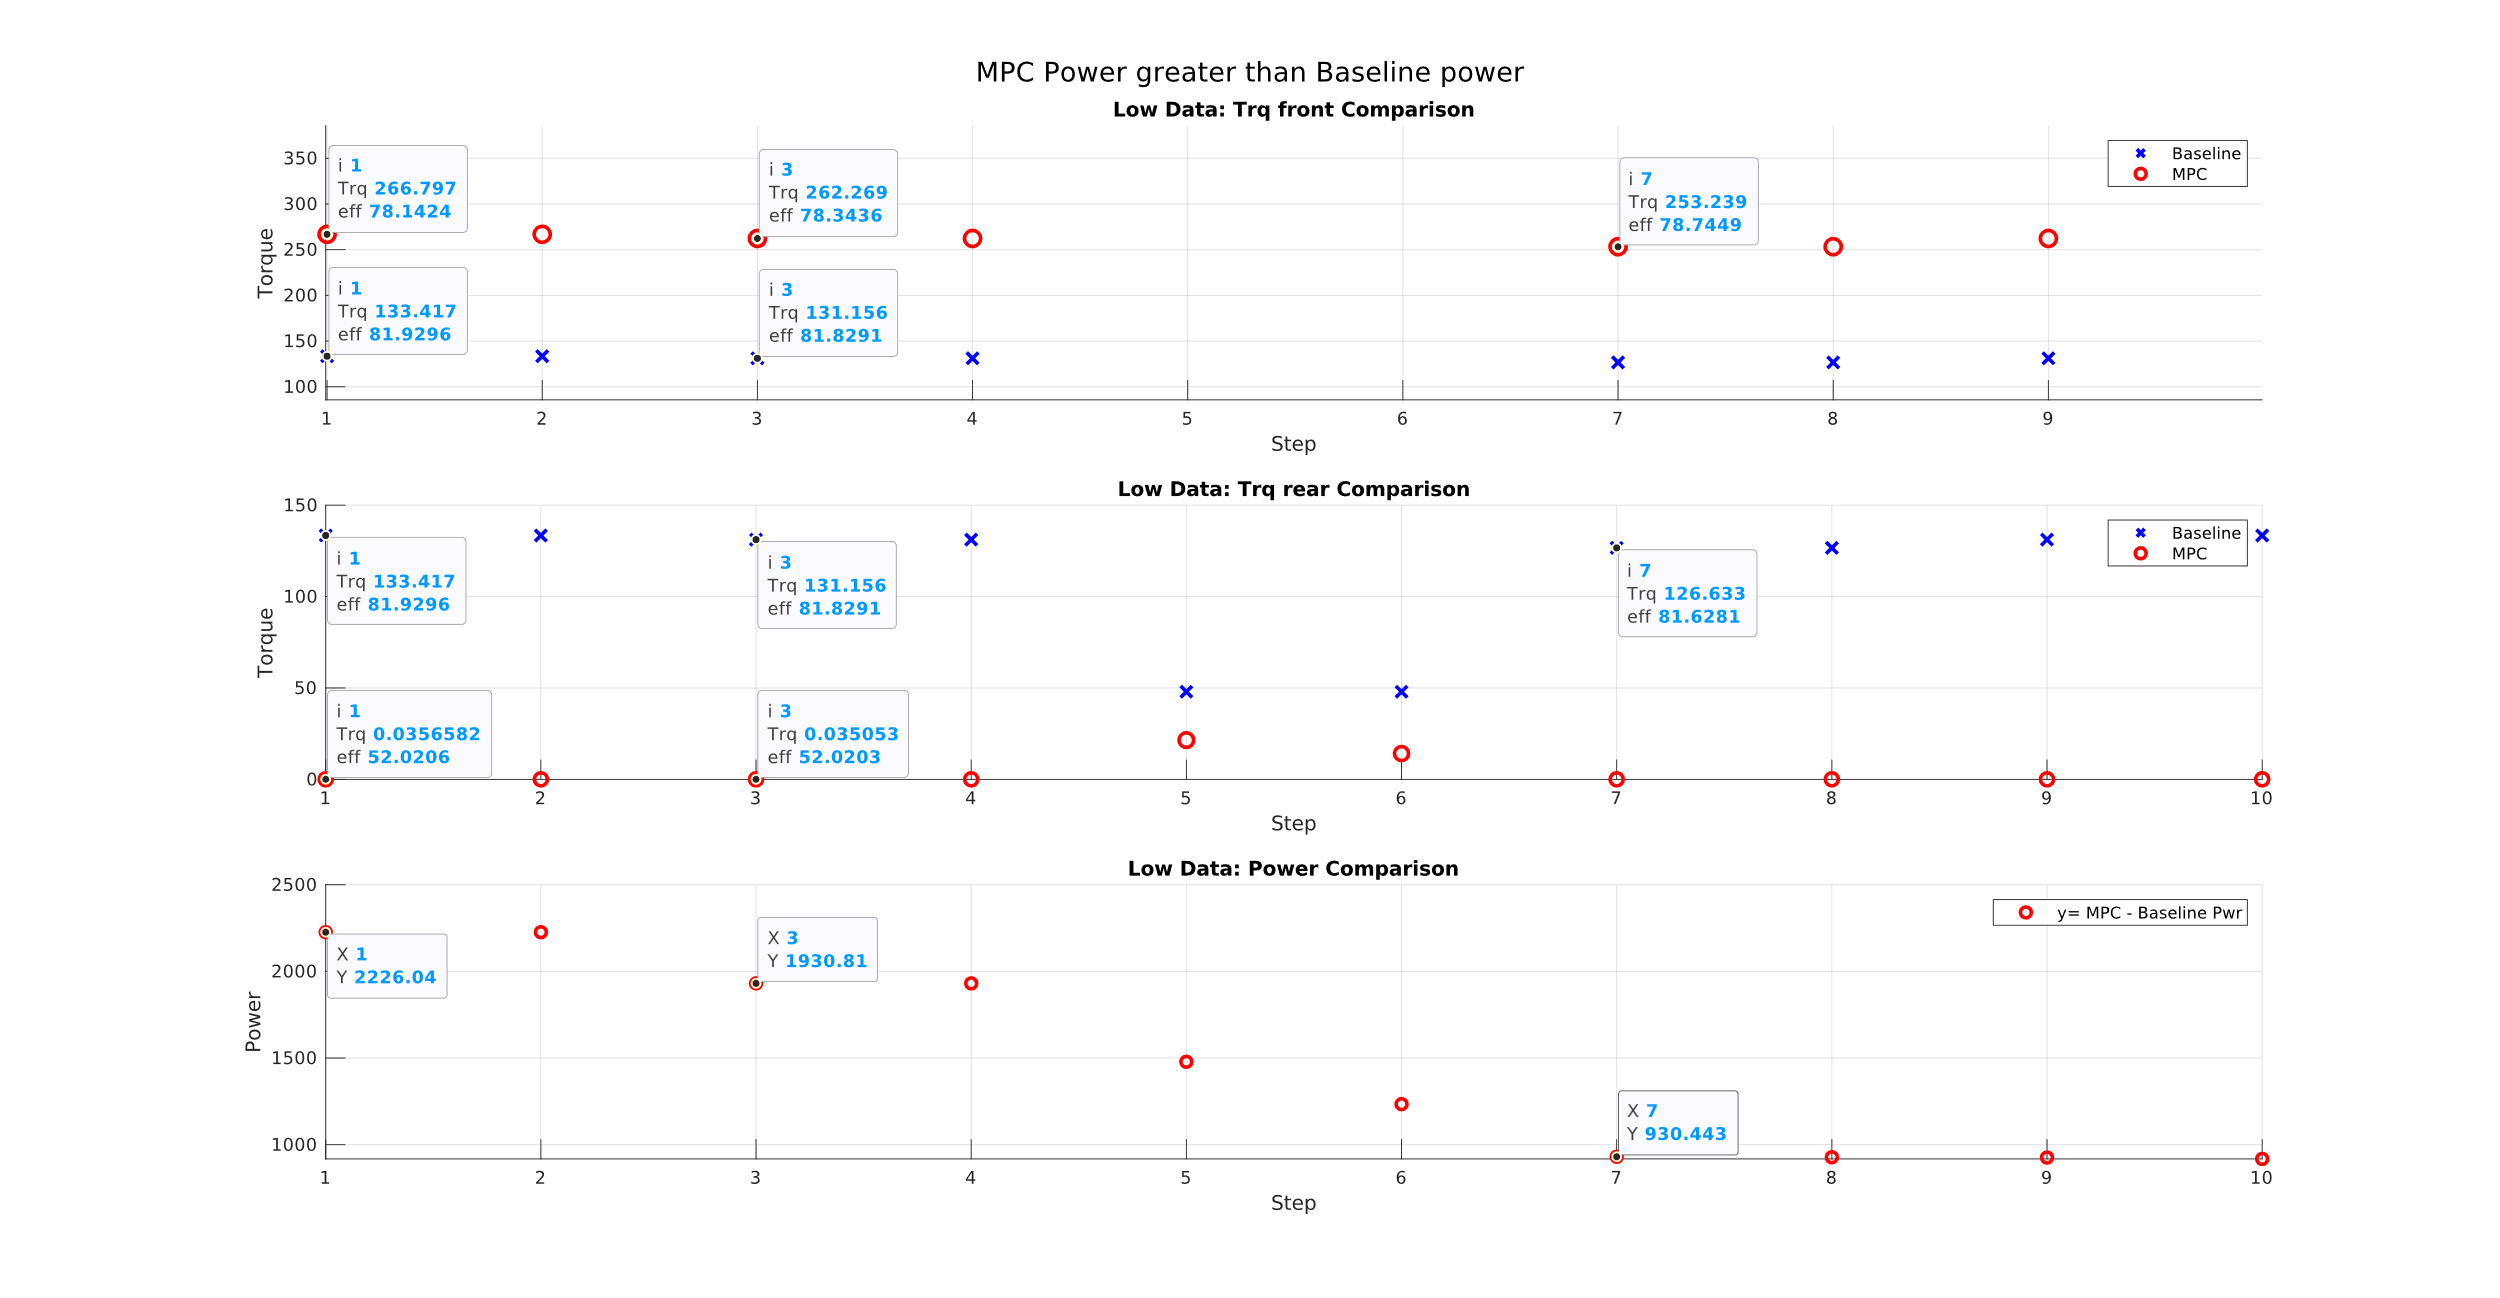 MPC Power greater than Baseline power
Low Data: Trq front Comparison
Torque
350
300
250
200
150
100
i 1
Trq 266.797
eff 78.1424
i 3
Trq 262.269
eff 78.3436
i 7
Trq 253.239
eff 78.7449
i 1
Trq 133.417
eff 81.9296
i 3
Trq 131.156
eff 81.8291
Baseline
MPC
1 2 3 4 5 6 7 8 9
Step
Low Data: Trq rear Comparison
Torque
150
100
50
0
i 1
Trq 133.417
eff 81.9296
i 3
Trq 131.156
eff 81.8291
i 7
Trq 126.633
eff 81.6281
i 1
Trq 0.0356582
eff 52.0206
i 3
Trq 0.035053
eff 52.0203
Baseline
MPC
1 2 3 4 5 6 7 8 9 10
Step
Low Data: Power Comparison
Power
2500
2000
1500
1000
X 1
Y 2226.04
X 3
Y 1930.81
X 7
Y 930.443
y= MPC - Baseline Pwr
1 2 3 4 5 6 7 8 9 10
Step